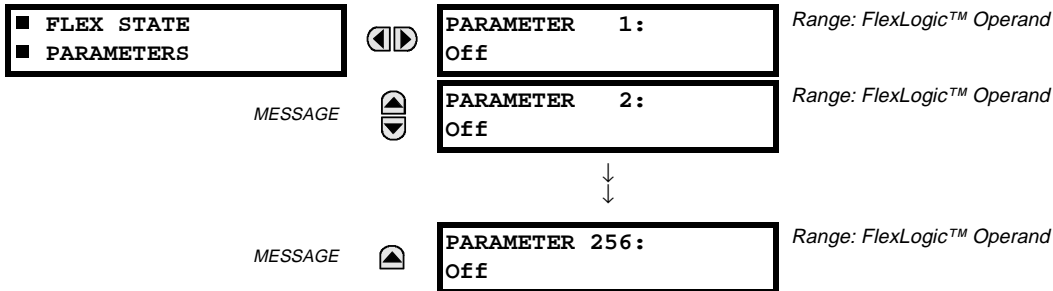 ■ FLEX STATE
■ PARAMETERS
PARAMETER 1:
Off
Range: FlexLogic™ Operand
MESSAGE
PARAMETER 2:
Off
Range: FlexLogic™ Operand
↓
↓
MESSAGE
PARAMETER 256:
Off
Range: FlexLogic™ Operand